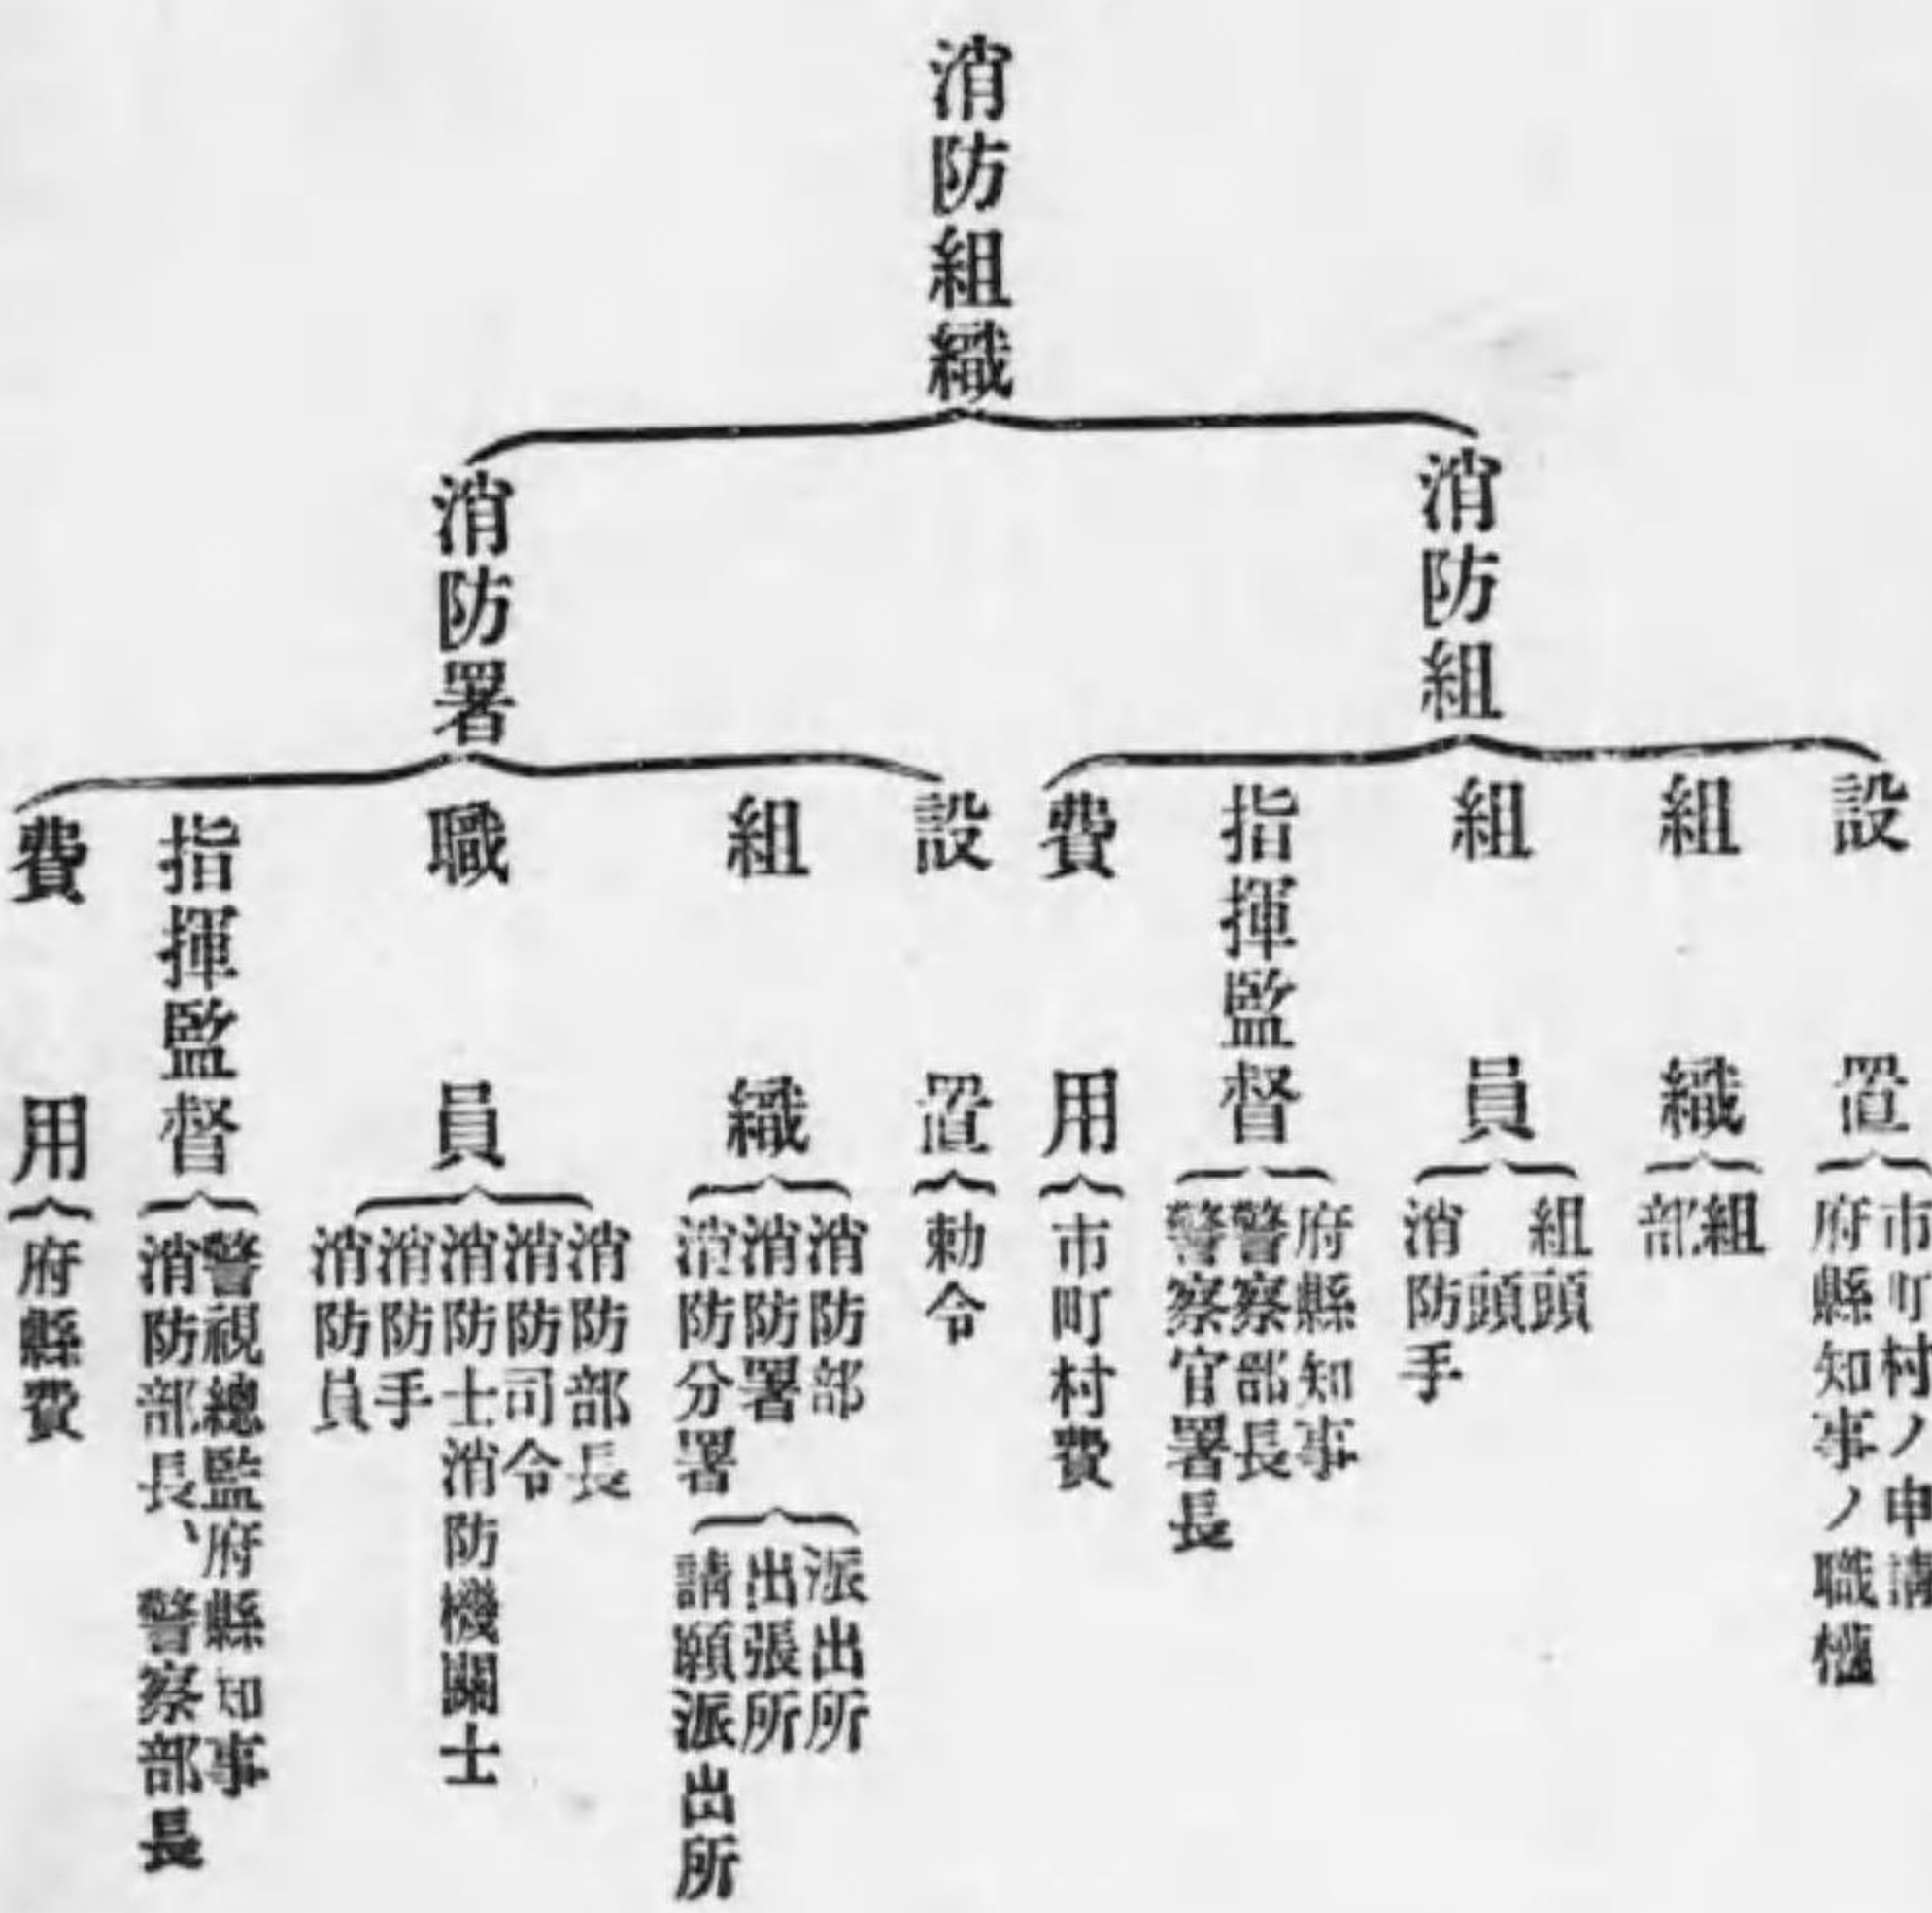 消防組織
消防組
設置
市町村ノ申請
府縣知事ノ職權
組織
組
部
組員
組頭
小頭
消防手
指揮監督
府縣知事
警察部長
警察官署長
費用
市町村費
消防署
設置
勅令
組織
消防部
消防署
消防分署
派出所
出張所
請願派出所
職員
消防部長
消防司令
消防士消防機關士
消防手
消防員
指揮監督
警視總監府縣知事
消防部長、警察部長
費用
府縣費